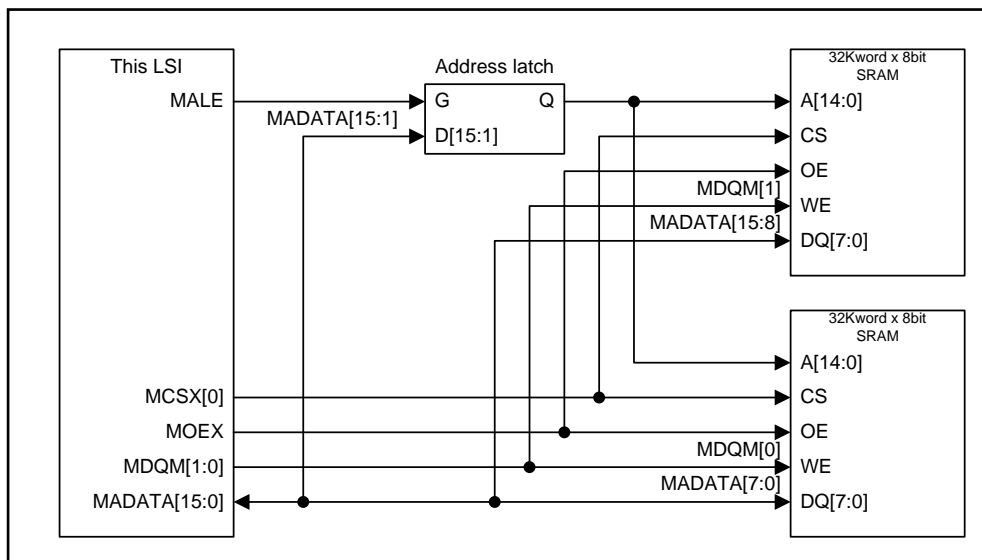 This LSI
MALE
MCSX[0]
MOEX
MDQM[1:0]
MADATA[15:0]
MADATA[15:1]
Address latch
G
Q
D[15:1]
32Kword x 8bit
SRAM
A[14:0]
CS
OE
MDQM[1]
WE
MADATA[15:8]
DQ[7:0]
32Kword x 8bit
SRAM
A[14:0]
CS
OE
MDQM[0]
WE
MADATA[7:0]
DQ[7:0]